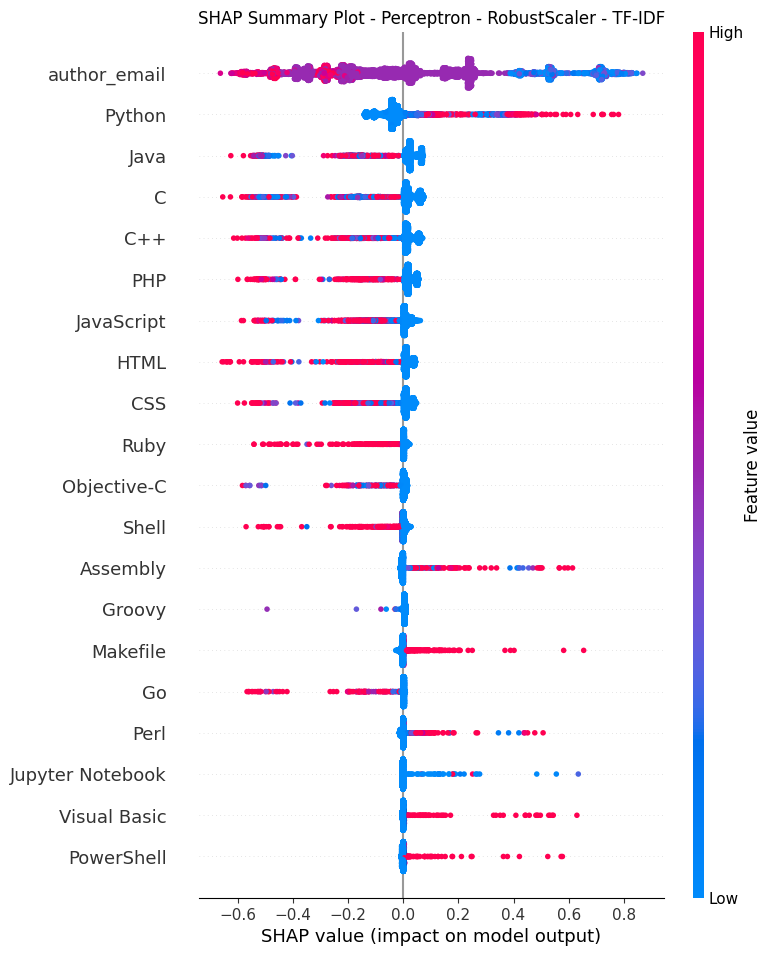 SHAP Summary Plot - Perceptron - RobustScaler - TF-IDF
High
author_email
Python
Java
C
C++
PHP
JavaScript
HTML
CSS
Ruby
Objective-C
Shell
Assembly
Groovy
Makefile
Go
Perl
Jupyter Notebook
Visual Basic
PowerShell
Feature value
Low
−0.6 −0.4 −0.2 0.0 0.2 0.4 0.6 0.8
SHAP value (impact on model output)